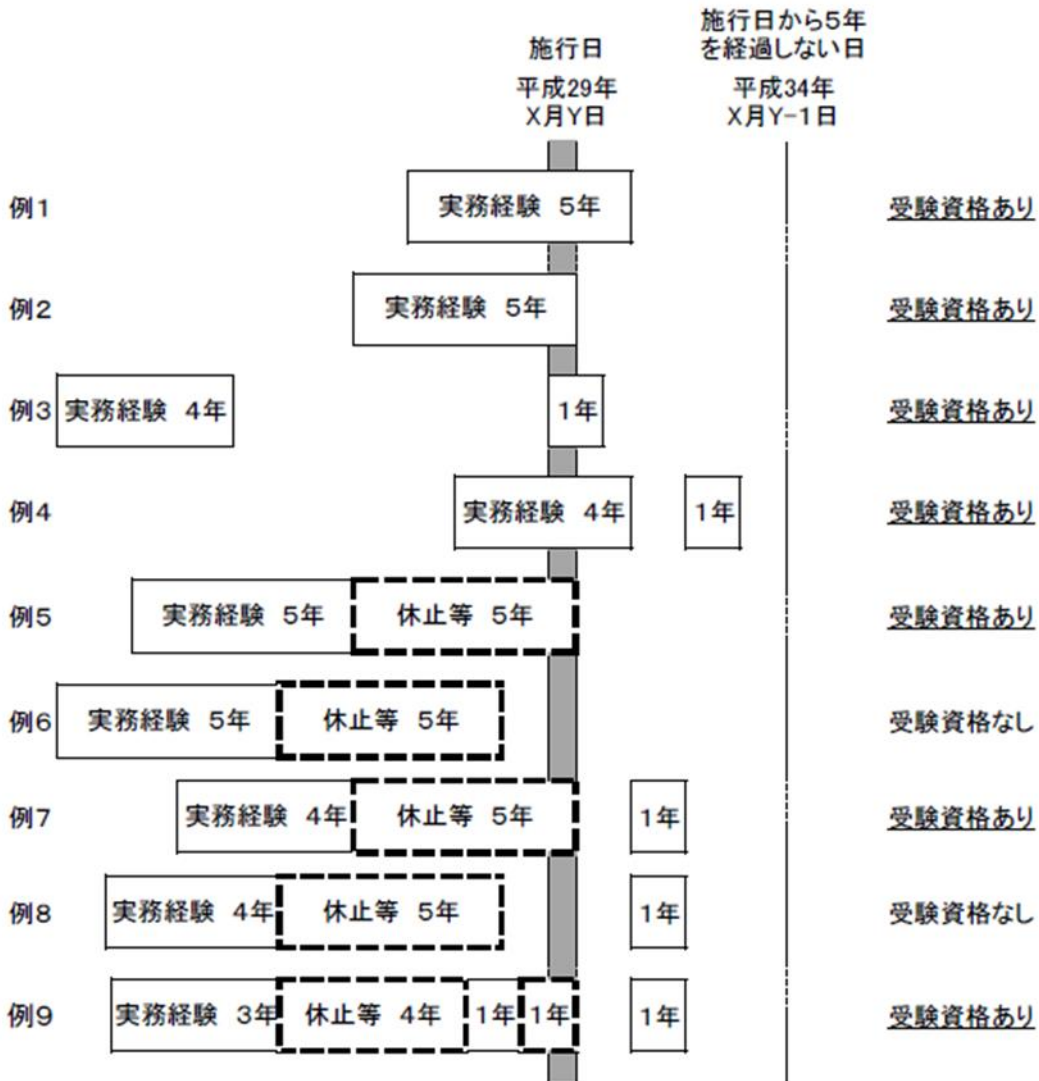 施行日
平成29年
X月Y日
施行日から5年
を経過しない日
平成34年
X月Y-1日
例1 実務経験 5年 受験資格あり
例2 実務経験 5年 受験資格あり
例3 実務経験 4年 1年 受験資格あり
例4 実務経験 4年 1年 受験資格あり
例5 実務経験 5年 休止等 5年 受験資格あり
例6 実務経験 5年 休止等 5年 受験資格なし
例7 実務経験 4年 休止等 5年 1年 受験資格あり
例8 実務経験 4年 休止等 5年 1年 受験資格なし
例9 実務経験 3年 休止等 4年 1年 1年 1年 受験資格あり